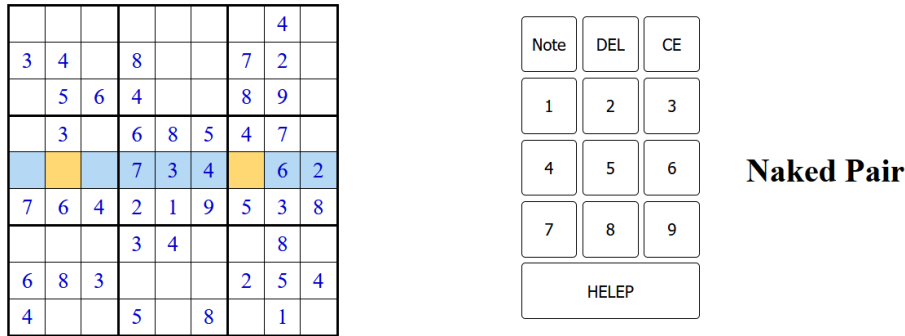 4
3 4 8 7 2
5 6 4 8 9
3 6 8 5 4 7
7 3 4 6 2
7 6 4 2 1 9 5 3 8
3 4 8
6 8 3 2 5 4
4 5 8 1
Note DEL CE
1 2 3
4 5 6
7 8 9
HELEP
Naked Pair